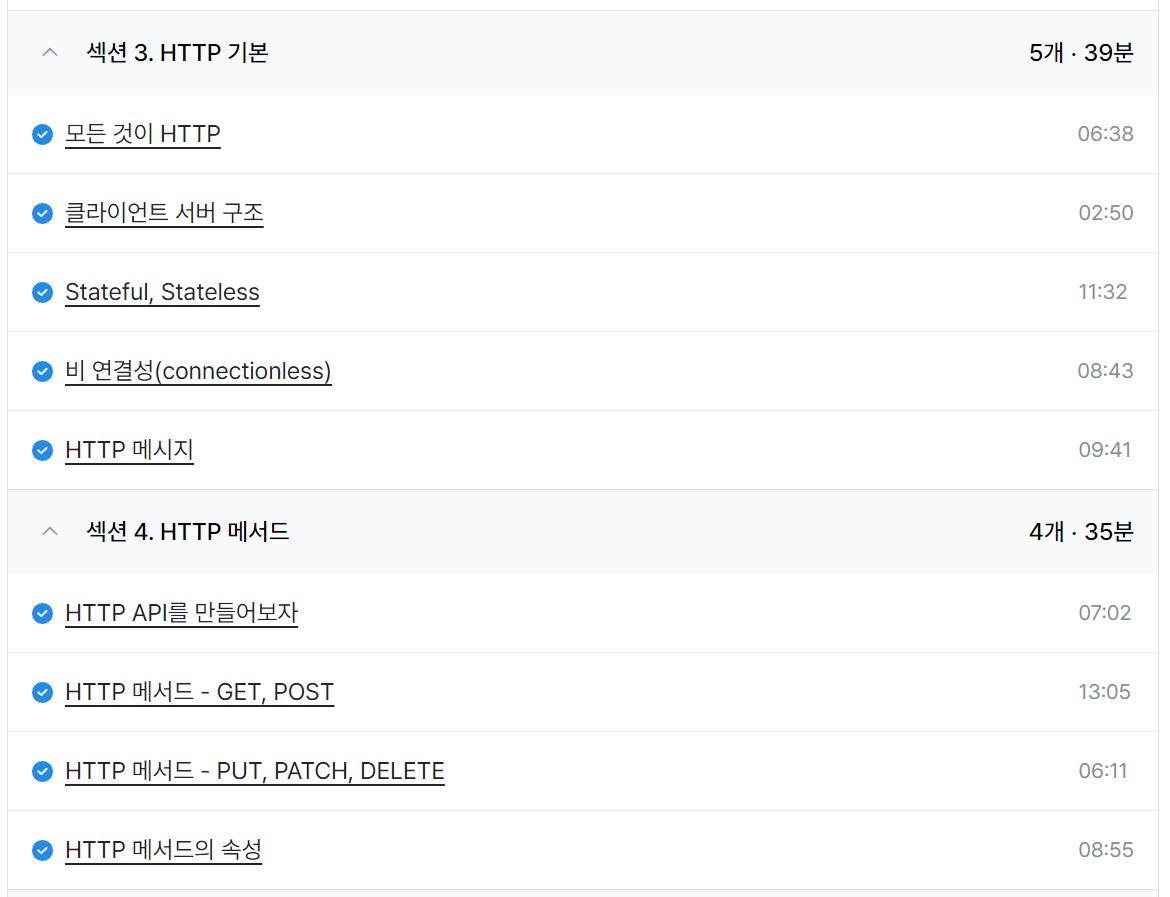 섹션 3. HTTP 기본 5개 · 39분
모든 것이 HTTP 06:38
클라이언트 서버 구조 02:50
Stateful, Stateless 11:32
비 연결성(connectionless) 08:43
HTTP 메시지 09:41
섹션 4. HTTP 메서드 4개 · 35분
HTTP API를 만들어보자 07:02
HTTP 메서드 - GET, POST 13:05
HTTP 메서드 - PUT, PATCH, DELETE 06:11
HTTP 메서드의 속성 08:55